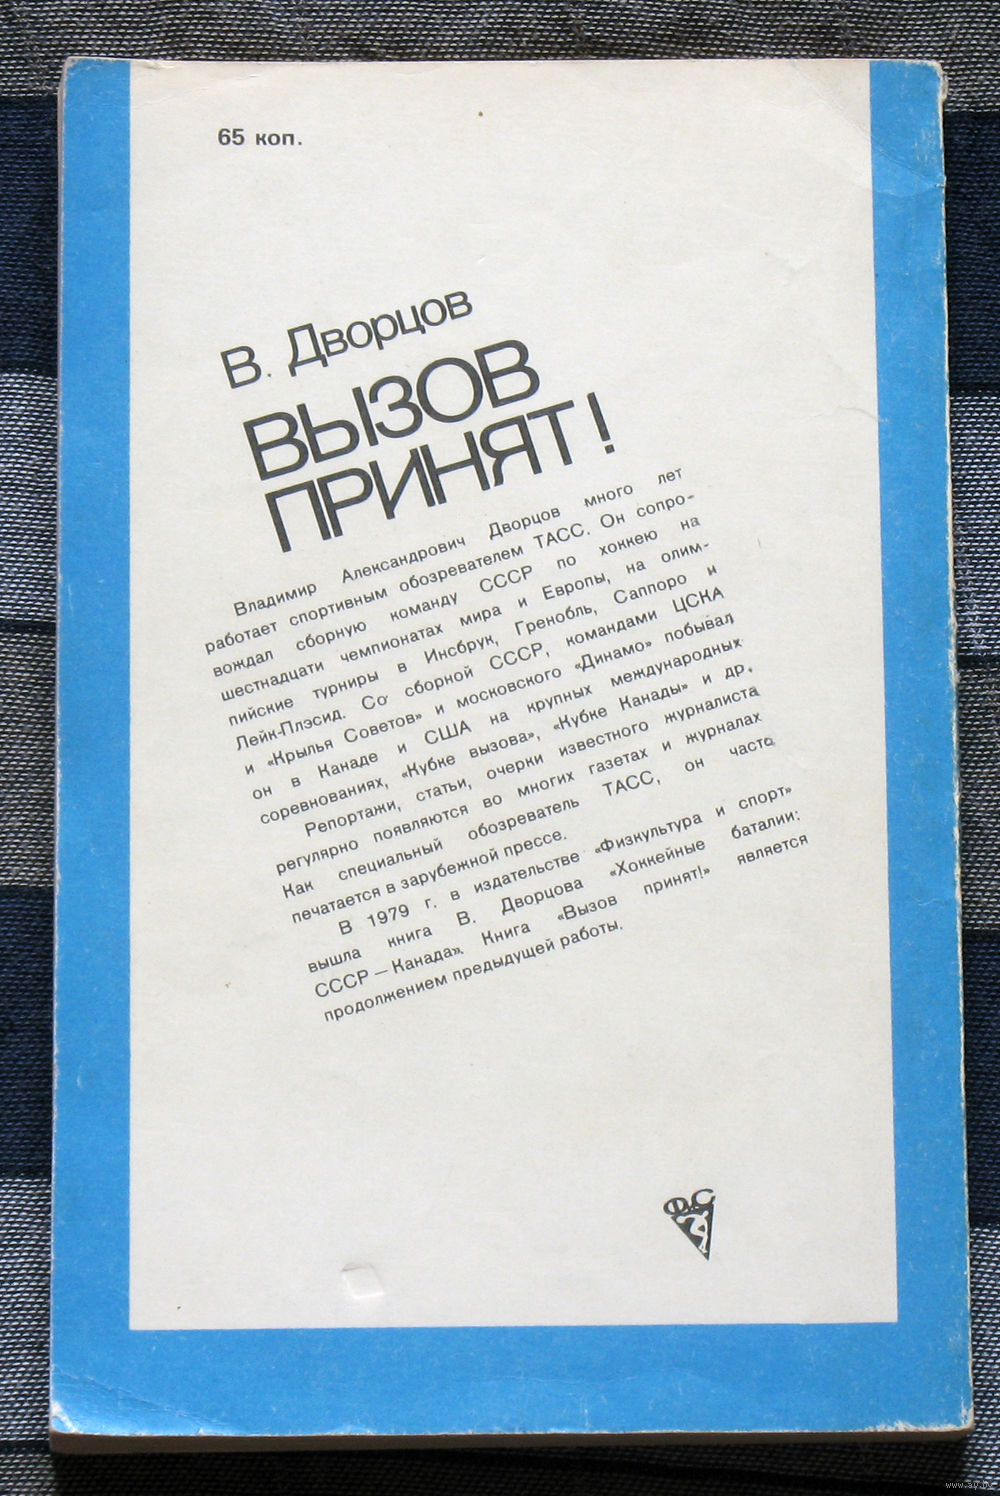 65 коп.
В. Дворцов
ВЫЗОВ
ПРИНЯТ!
Владимир Александрович Дворцов много лет
работает спортивным обозревателем ТАСС. Он сопро-
вождал сборную команду СССР по хоккею на
шестнадцати чемпионатах мира и Европы, на олим-
пийские турниры в Инсбрук, Гренобль, Саппоро и
Лейк-Плэсид. Со сборной СССР, командами ЦСКА
и «Крылья Советов» и московского «Динамо» побывал
он в Канаде и США на крупных международных
соревнованиях, «Кубке вызова», «Кубке Канады» и др.
Репортажи, статьи, очерки известного журналиста
регулярно появляются во многих газетах и журналах.
Как специальный обозреватель ТАСС, он часто
печатается в зарубежной прессе.
В 1979 г. в издательстве «Физкультура и спорт»
вышла книга В. Дворцова «Хоккейные баталии:
СССР — Канада». Книга «Вызов принят!» является
продолжением предыдущей работы.
ФиС
www.ay.by